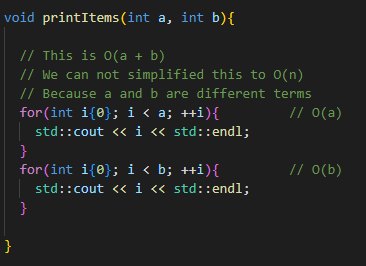 void printItems(int a, int b){
// This is O(a + b)
// We can not simplified this to O(n)
// Because a and b are different terms
for(int i{0}; i < a; ++i){ // O(a)
std::cout << i << std::endl;
}
for(int i{0}; i < b; ++i){ // O(b)
std::cout << i << std::endl;
}
}